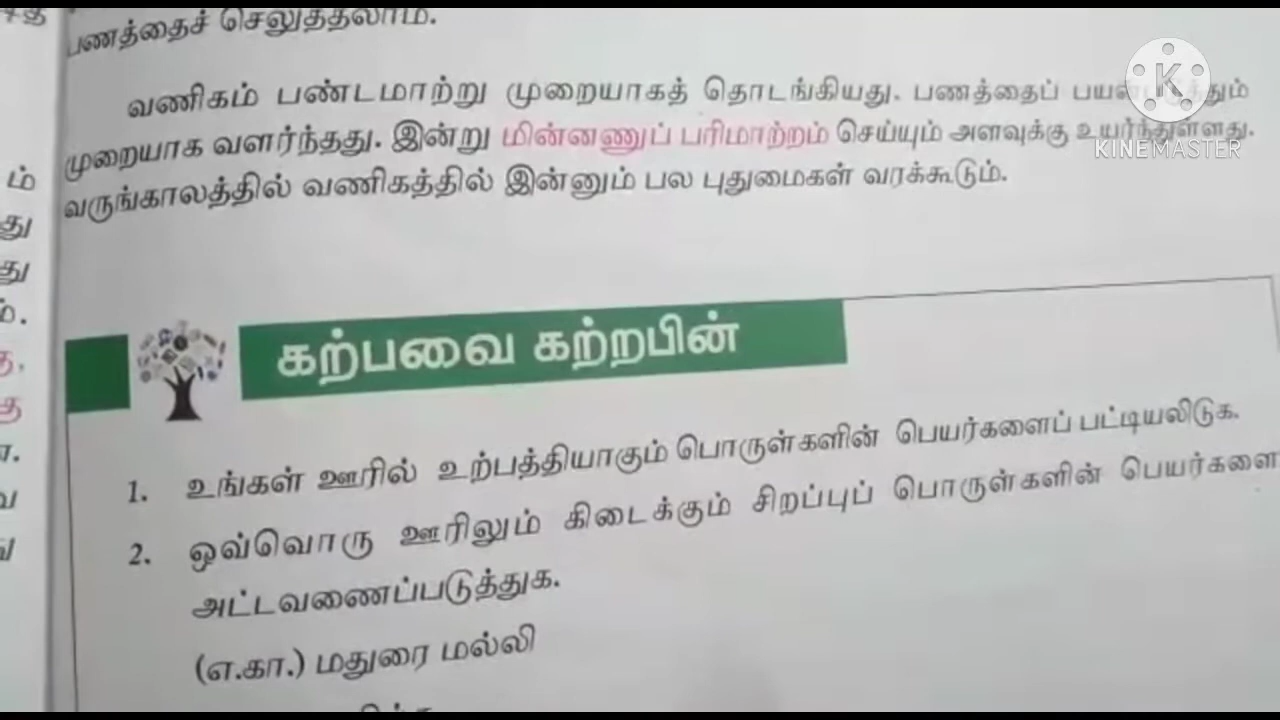 பணத்தைச் செலுத்தலாம்.
வணிகம் பண்டமாற்று முறையாகத் தொடங்கியது. பணத்தைப்
முறையாக வளர்ந்தது. இன்று மின்னணுப் பரிமாற்றம் செய்யும் அளவுக்கு உயர்ந்துள்ளது.
வருங்காலத்தில் வணிகத்தில் இன்னும் பல புதுமைகள் வரக்கூடும்.
K
KINEMASTER
கற்பவை கற்றபின்
1. உங்கள் ஊரில் உற்பத்தியாகும் பொருள்களின் பெயர்களைப் பட்டியலிடுக.
2. ஒவ்வொரு ஊரிலும் கிடைக்கும் சிறப்புப் பொருள்களின் பெயர்களை
அட்டவணைப்படுத்துக.
(எ.கா.) மதுரை மல்லி